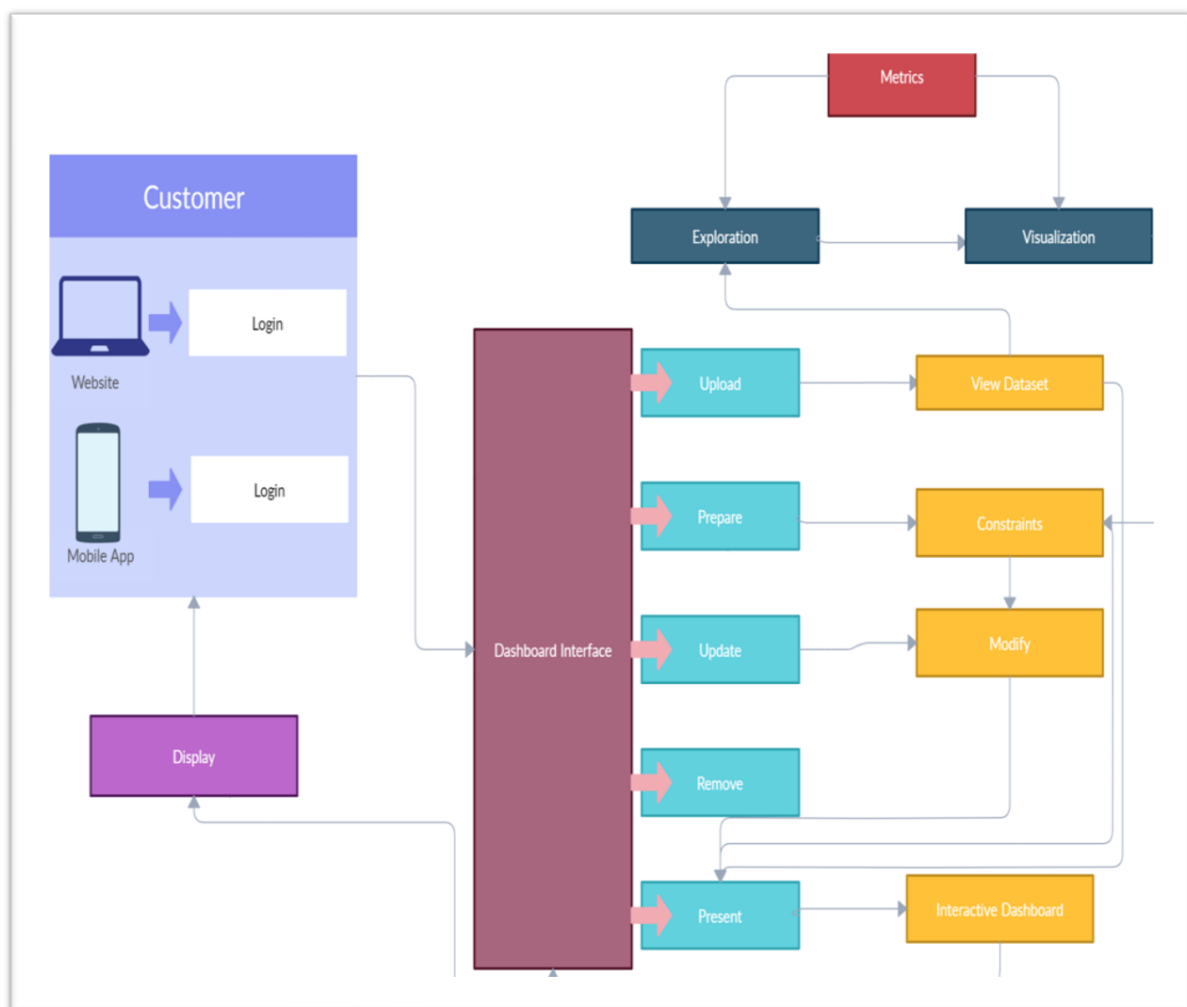 Metrics
Customer
Exploration
Visualization
Login
Website
Upload
View Dataset
Login
Mobile App
Prepare
Constraints
Dashboard Interface
Update
Modify
Display
Remove
Present
Interactive Dashboard